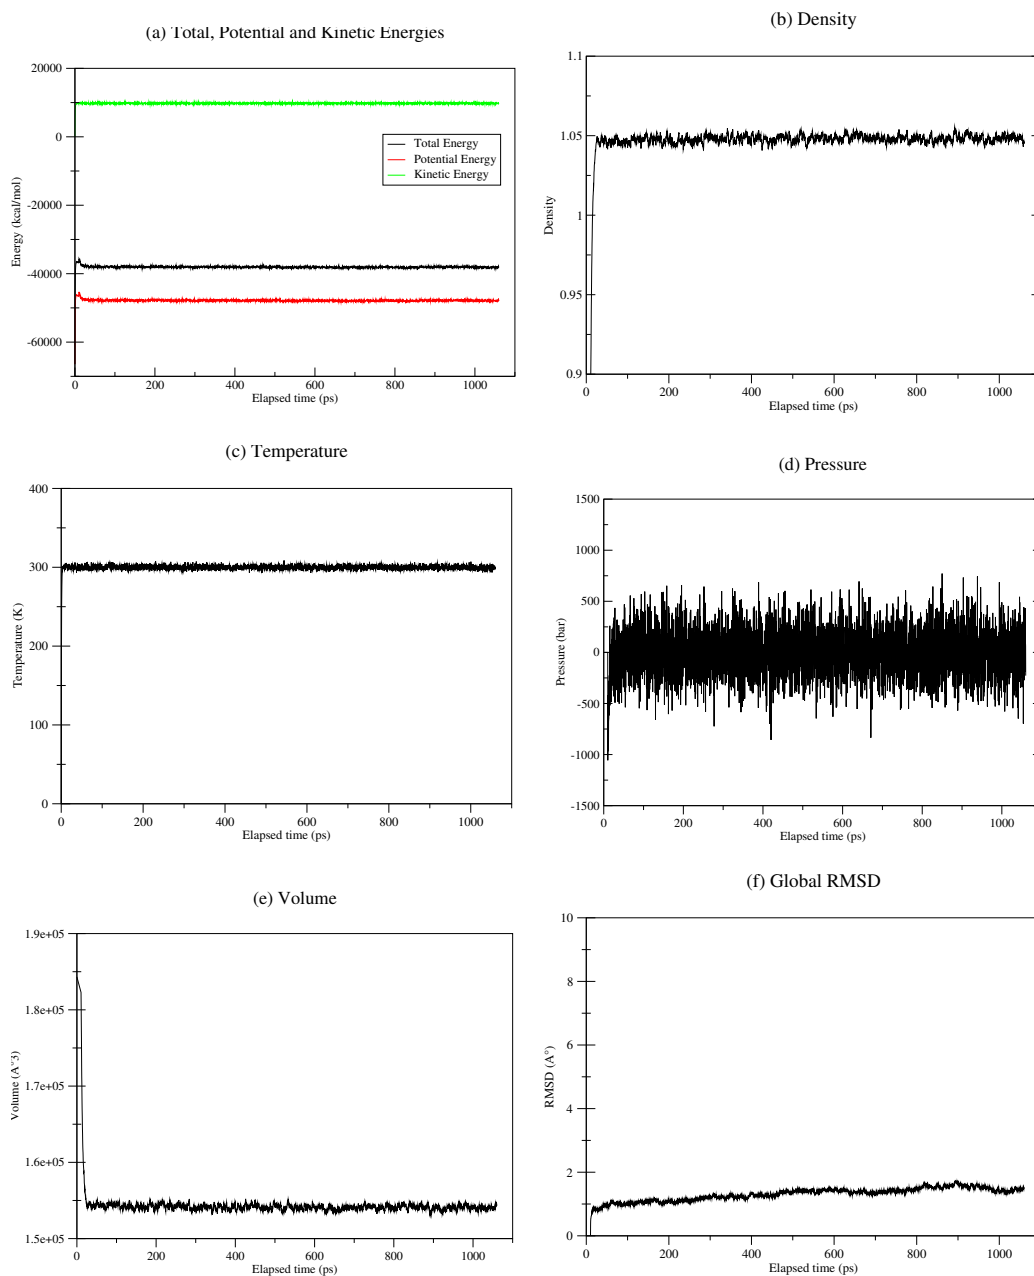 (a) Total, Potential and Kinetic Energies
20000
0
-20000
-40000
-60000
Energy (kcal/mol)
Total Energy
Potential Energy
Kinetic Energy
0 200 400 600 800 1000
Elapsed time (ps)
(b) Density
1.1
1.05
1
0.95
0.9
Density
0 200 400 600 800 1000
Elapsed time (ps)
(c) Temperature
400
300
200
100
0
Temperature (K)
0 200 400 600 800 1000
Elapsed time (ps)
(d) Pressure
1500
1000
500
0
-500
-1000
-1500
Pressure (bar)
0 200 400 600 800 1000
Elapsed time (ps)
(e) Volume
1.9e+05
1.8e+05
1.7e+05
1.6e+05
1.5e+05
Volume (A^3)
0 200 400 600 800 1000
Elapsed time (ps)
(f) Global RMSD
10
8
6
4
2
0
RMSD (A°)
0 200 400 600 800 1000
Elapsed time (ps)